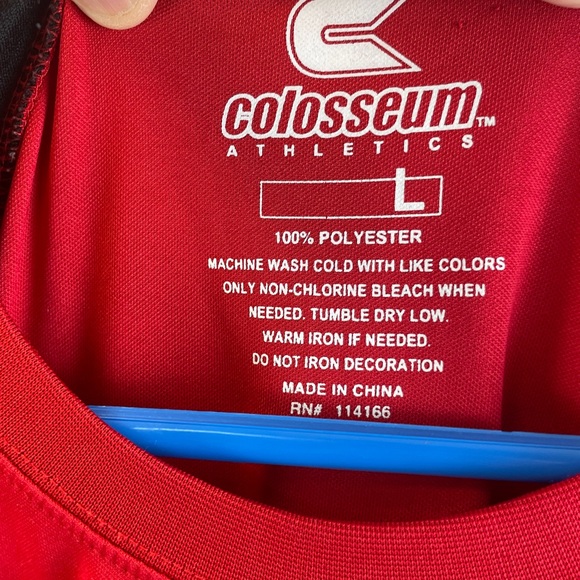 colosseum™
ATHLETICS
L
100% POLYESTER
MACHINE WASH COLD WITH LIKE COLORS
ONLY NON-CHLORINE BLEACH WHEN
NEEDED. TUMBLE DRY LOW.
WARM IRON IF NEEDED.
DO NOT IRON DECORATION
MADE IN CHINA
RN# 114166